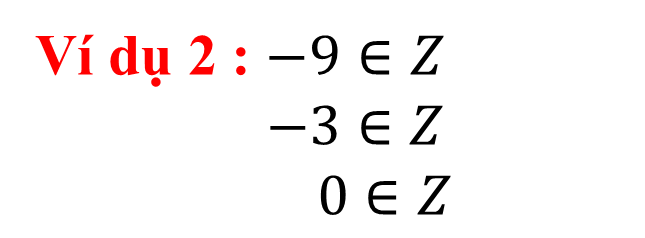 Ví dụ 2 : −9 ∈ Z
−3 ∈ Z
0 ∈ Z